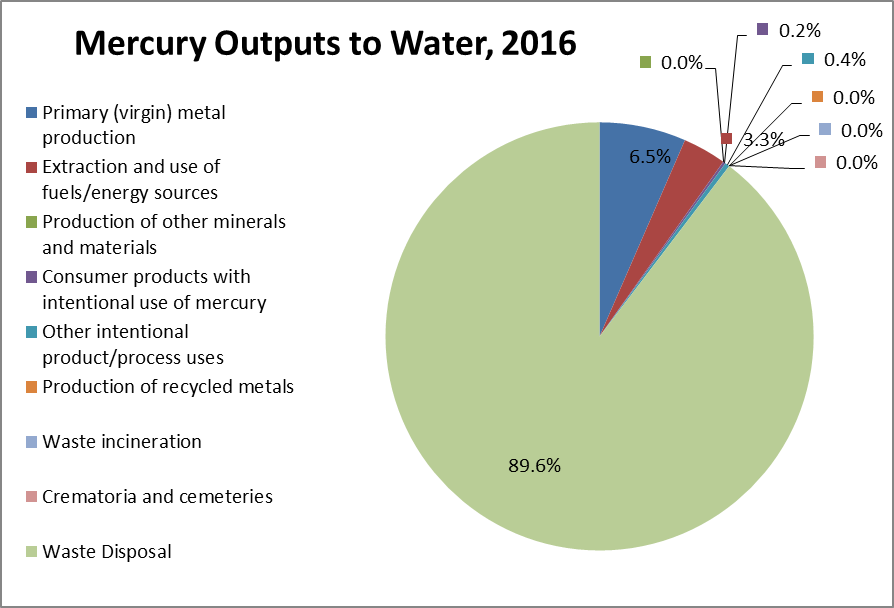 Mercury Outputs to Water, 2016
Primary (virgin) metal
production
Extraction and use of
fuels/energy sources
Production of other minerals
and materials
Consumer products with
intentional use of mercury
Other intentional
product/process uses
Production of recycled metals
Waste incineration
Crematoria and cemeteries
Waste Disposal
0.2%
0.0%
0.4%
0.0%
0.0%
3.3%
6.5%
0.0%
89.6%